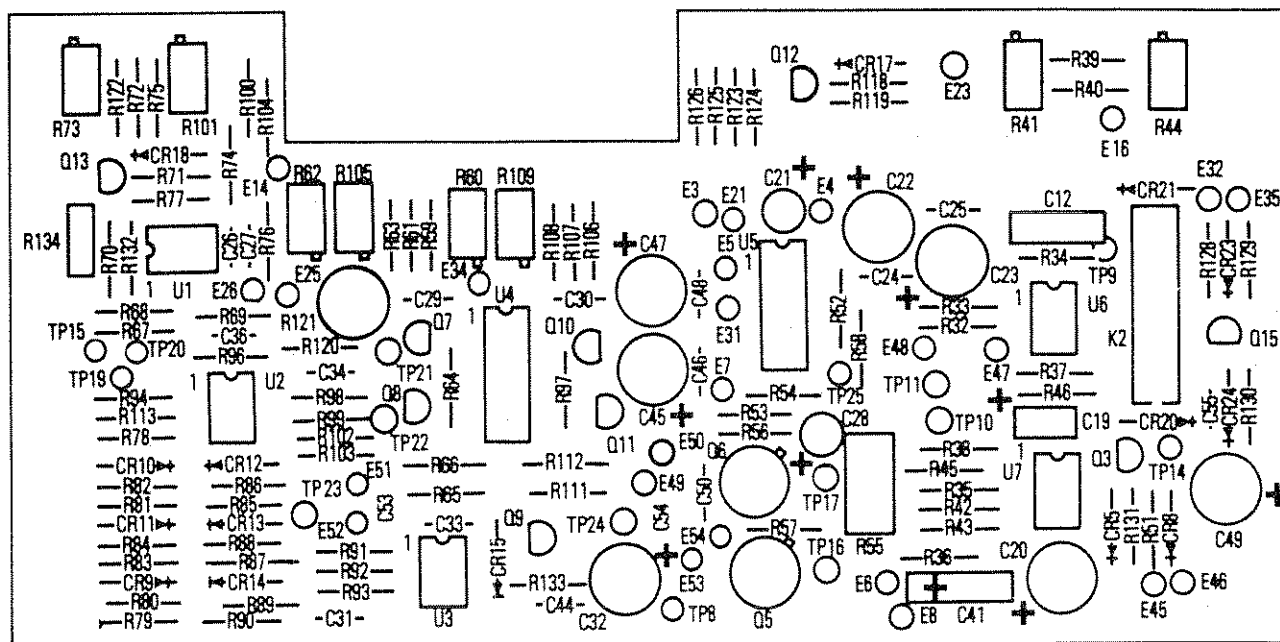 R73
R122
R72
R75
R101
R100
R104
Q13
CR18
R71
R77
R74
E14
R62
R105
R60
R109
R134
R70
R132
1
U1
C26
C27
R76
E26
E25
R121
R63
R61
R59
E34
U4
1
C29
C30
R108
R107
R106
C47
R68
R67
TP15
TP20
TP19
R69
C36
R96
1
U2
R120
C34
Q7
TP21
Q8
TP22
R64
Q10
R97
Q11
C45
C46
C48
R94
R113
R78
R98
R99
R102
R103
CR10
R82
R81
CR11
R84
R83
CR9
R80
R79
CR12
R86
R85
CR13
R88
R87
CR14
R89
R90
TP23
E51
E52
C53
R91
R92
R93
C31
R66
R65
C33
1
U3
CR15
Q9
R112
R111
R133
C44
C32
TP24
E50
E49
C54
E53
E54
TP8
R126
R125
R123
R124
Q12
CR17
R118
R119
E23
R41
R39
R40
R44
E16
E3
E21
C21
E4
C22
C25
C24
C23
E5
U5
1
E31
E7
R52
R58
R54
R53
R56
TP25
C28
Q6
C50
TP17
R57
Q5
TP16
R55
C12
R34
TP9
R33
R32
1
U6
E48
E47
TP11
TP10
R37
R46
C19
R38
R45
R35
R42
R43
U7
1
R36
C20
E6
E8
C41
CR21
E32
E35
R128
CR23
R129
K2
Q15
C55
CR24
R130
CR20
Q3
TP14
CR5
R131
R51
CR8
C49
E45
E46